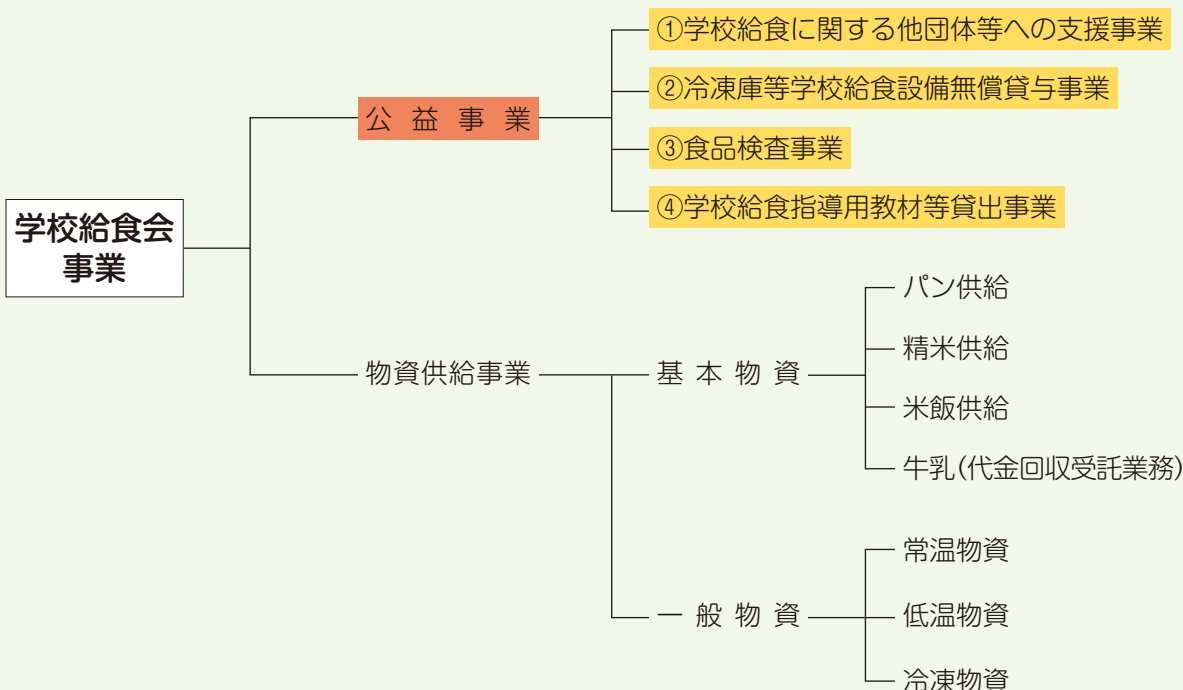 学校給食会
事業
公益事業
①学校給食に関する他団体等への支援事業
②冷凍庫等学校給食設備無償貸与事業
③食品検査事業
④学校給食指導用教材等貸出事業
物資供給事業
基本物資
パン供給
精米供給
米飯供給
牛乳(代金回収受託業務)
一般物資
常温物資
低温物資
冷凍物資